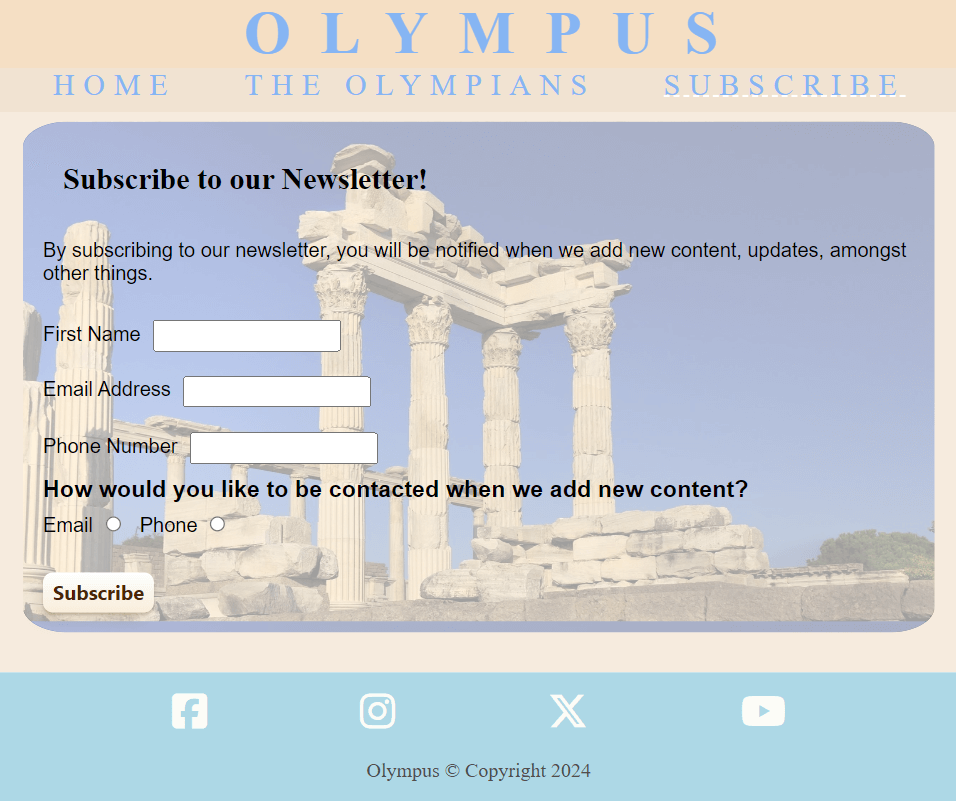 OLYMPUS
HOME THE OLYMPIANS SUBSCRIBE
Subscribe to our Newsletter!
By subscribing to our newsletter, you will be notified when we add new content, updates, amongst
other things.
First Name
Email Address
Phone Number
How would you like to be contacted when we add new content?
Email Phone
Subscribe
Olympus © Copyright 2024